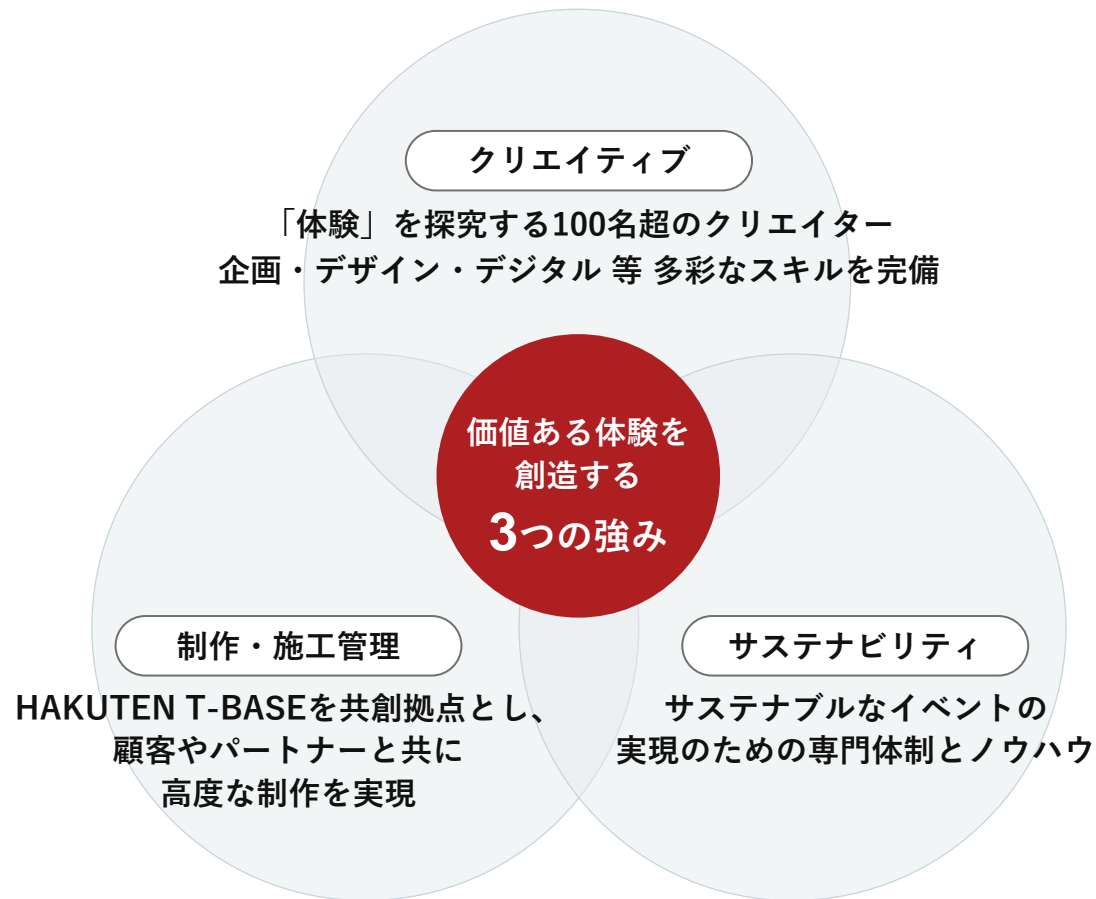 クリエイティブ
「体験」を探究する100名超のクリエイター
企画・デザイン・デジタル 等 多彩なスキルを完備
価値ある体験を
創造する
3つの強み
制作・施工管理
HAKUTEN T-BASEを共創拠点とし、
顧客やパートナーと共に
高度な制作を実現
サステナビリティ
サステナブルなイベントの
実現のための専門体制とノウハウ